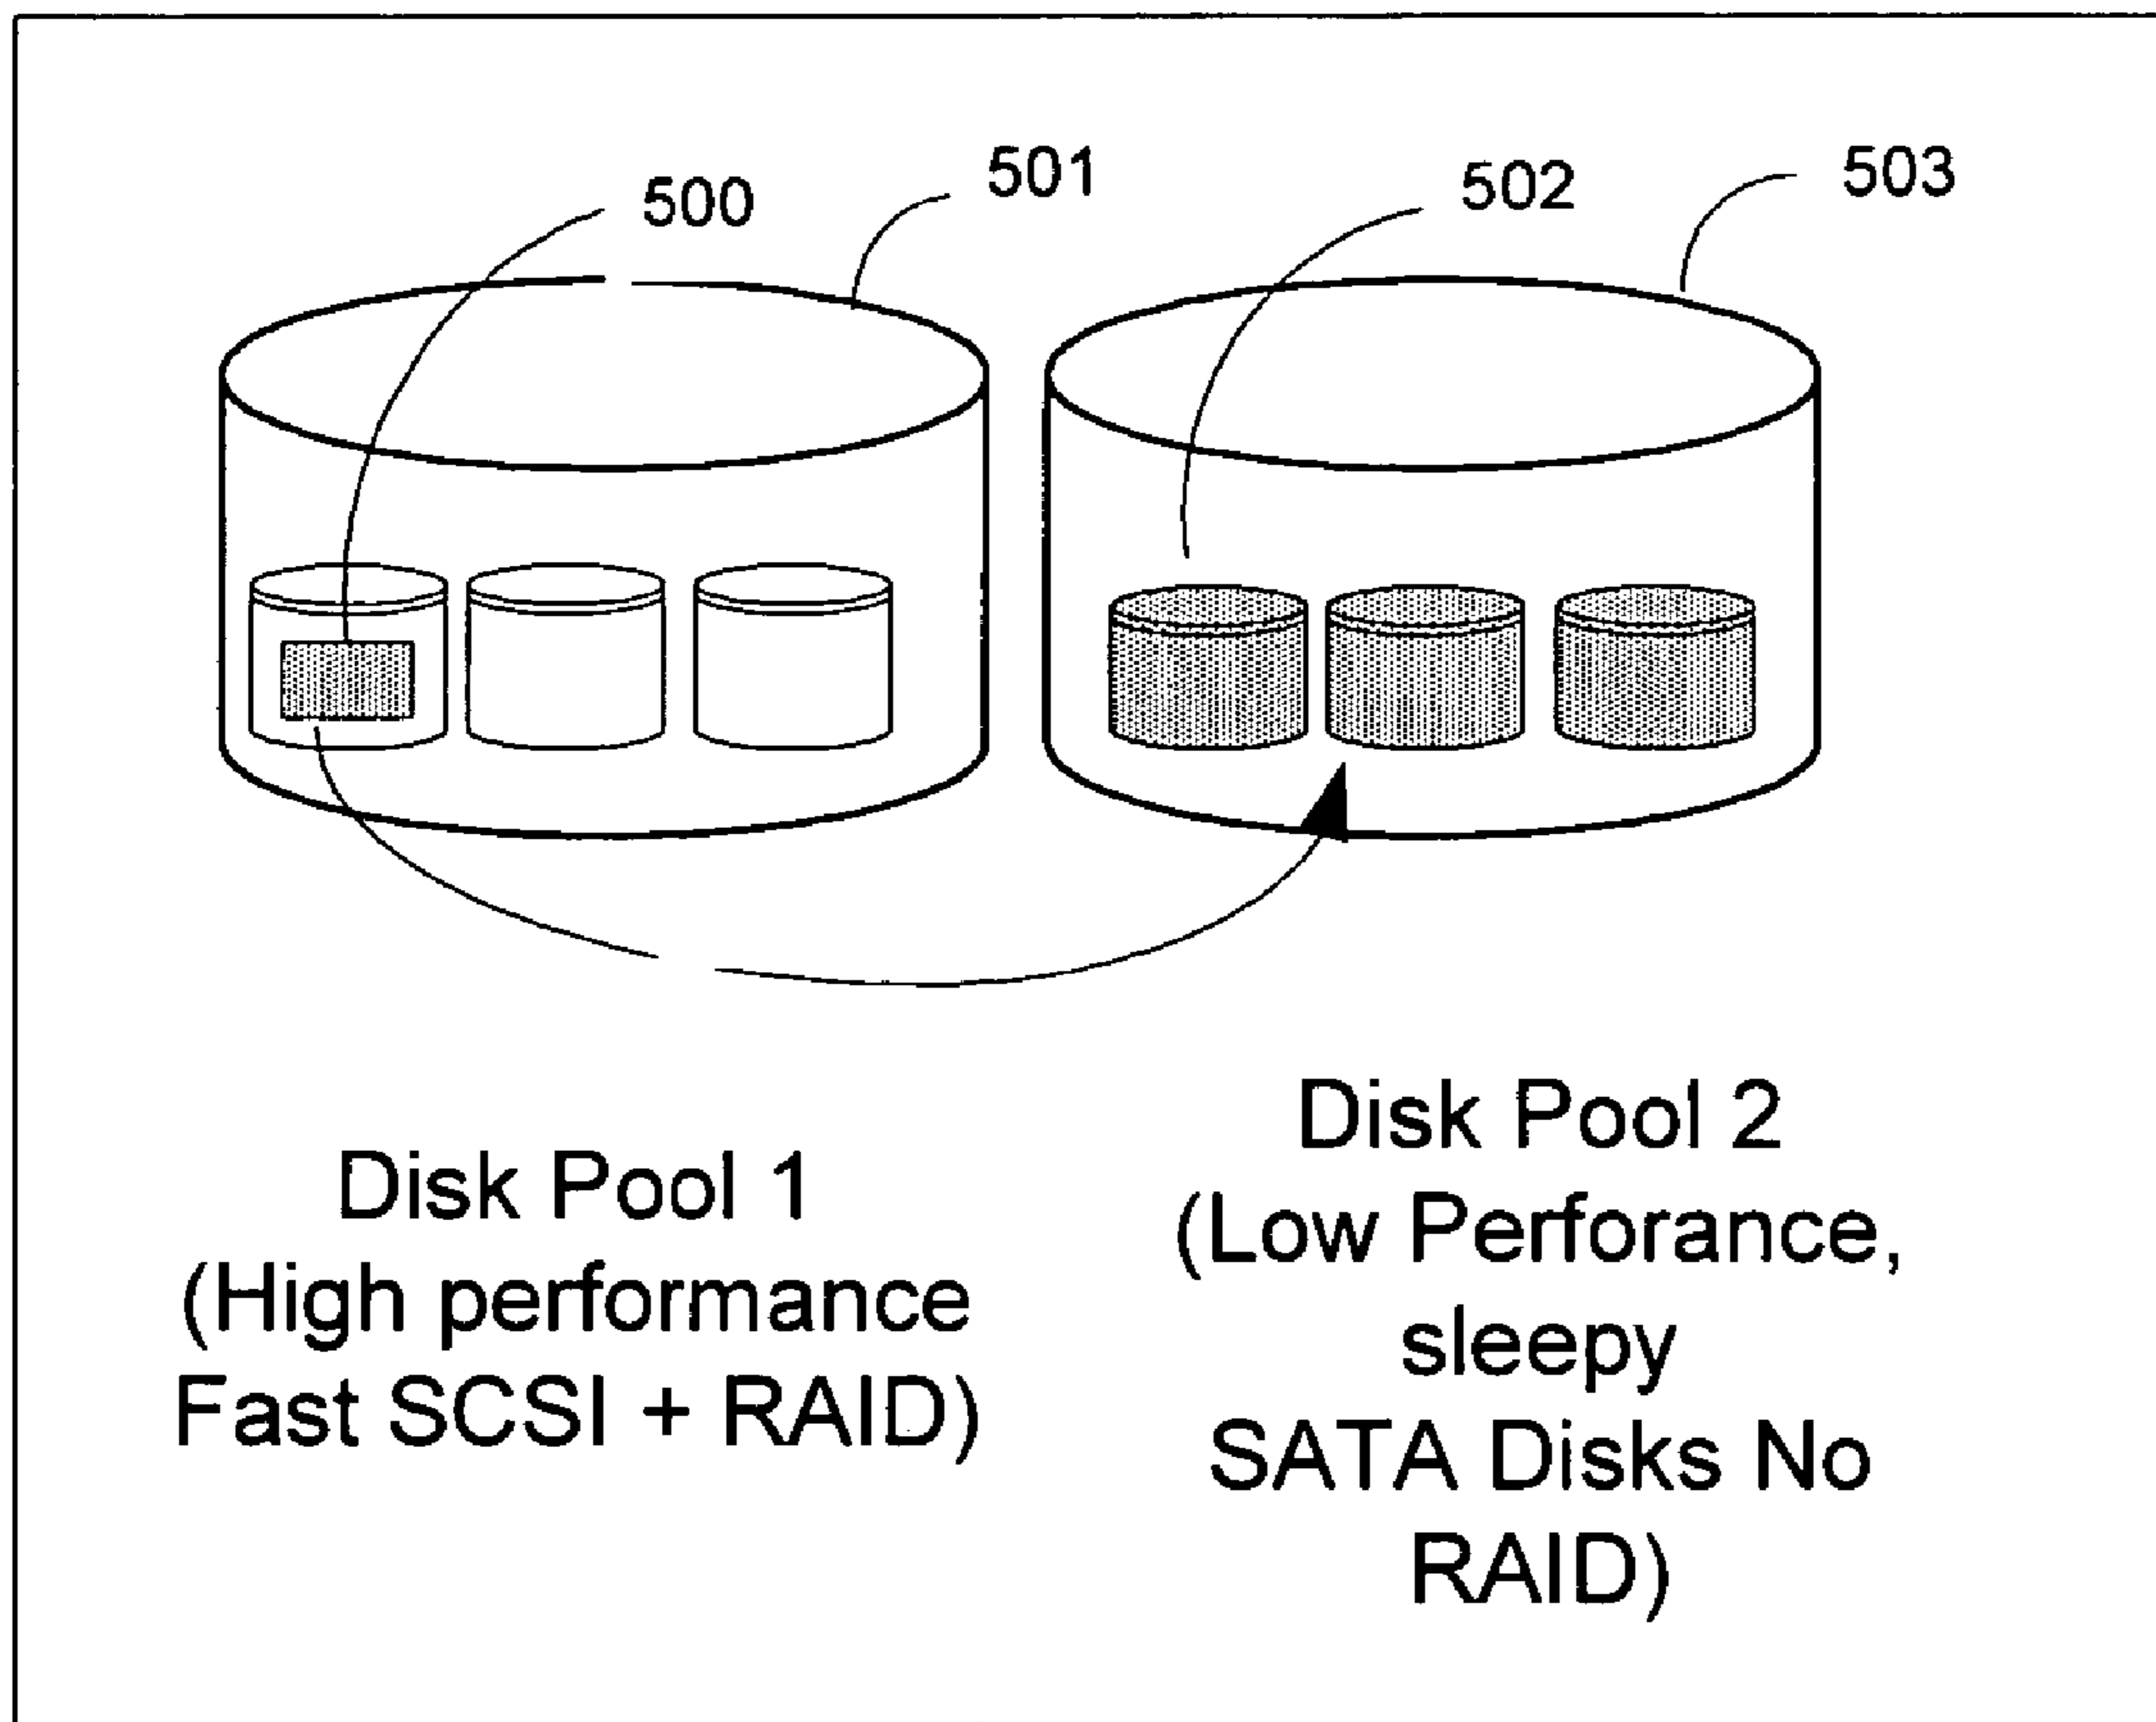 500
501
502
503
Disk Pool 1
(High performance
Fast SCSI + RAID)
Disk Pool 2
(Low Perforance,
sleepy
SATA Disks No
RAID)